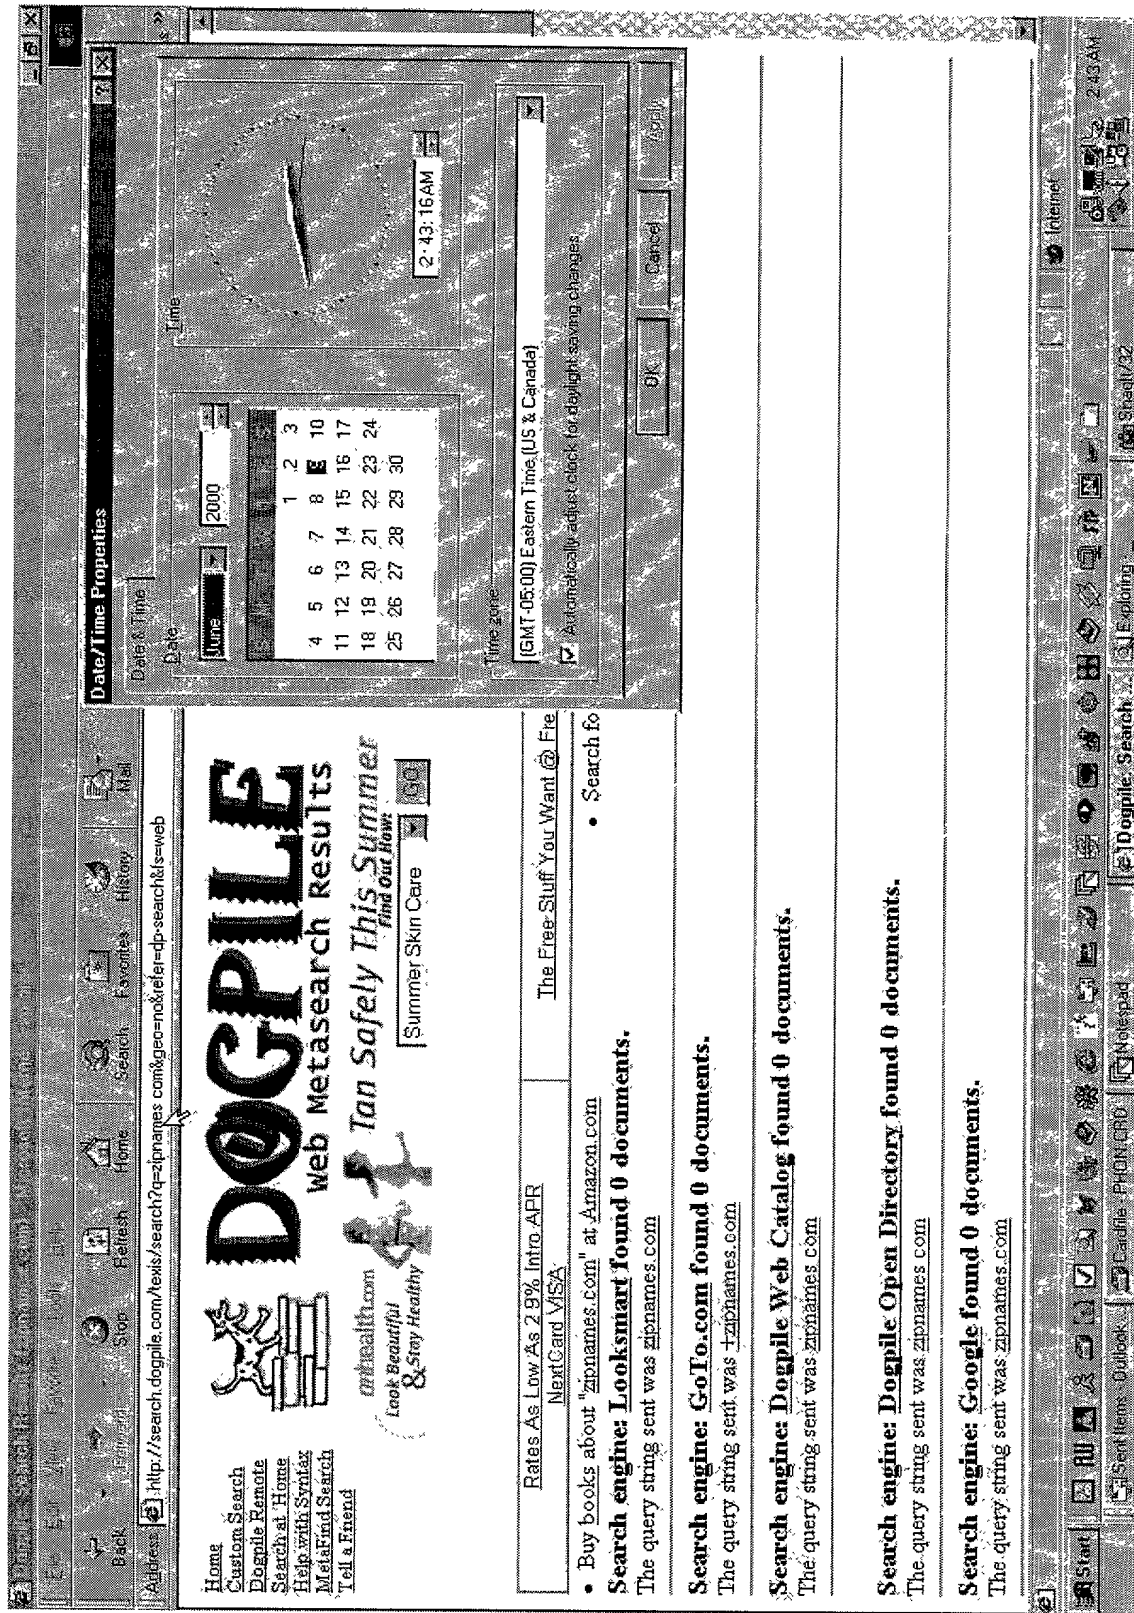 File Edit View Favorites Tools Help
Back
Forward
Stop
Refresh
Home
Search
Favorites
History
Mail
Address http://search.dogpile.com/texis/search?q=zipnames com&geo=no&refer=dp-search&fs=web
Home
Custom Search
Dogpile Remote
Search at Home
Help with Syntax
MetaFind Search
Tell a Friend
D@GPILE
Web Metasearch Results
onhealth.com
Look Beautiful
& Stay Healthy
Tan Safely This Summer
Find Out How:
Summer Skin Care GO
Rates As Low As 2 9% Intro APR
NextCard VISA
The Free Stuff You Want @ Fre
• Buy books about "zipnames.com" at Amazon.com
• Search fo
Search engine: Looksmart found 0 documents.
The query string sent was zipnames.com
Search engine: GoTo.com found 0 documents.
The query string sent was +zipnames.com
Search engine: Dogpile Web Catalog found 0 documents.
The query string sent was zipnames com
Search engine: Dogpile Open Directory found 0 documents.
The query string sent was zipnames com
Search engine: Google found 0 documents.
The query string sent was zipnames.com
Date/Time Properties
Date & Time
Date
June 2000
1 2 3
4 5 6 7 8 9 10
11 12 13 14 15 16 17
18 19 20 21 22 23 24
25 26 27 28 29 30
Time
2:43:16 AM
Time zone
(GMT-05:00) Eastern Time (US & Canada)
Automatically adjust clock for daylight saving changes
OK Cancel Apply
Internet
Start
2:43 AM
Sent Items - Outlook...
Cardfile - PHON.CRD
Notepad
Dogpile, Search ...
Exploring -
SnagIt/32